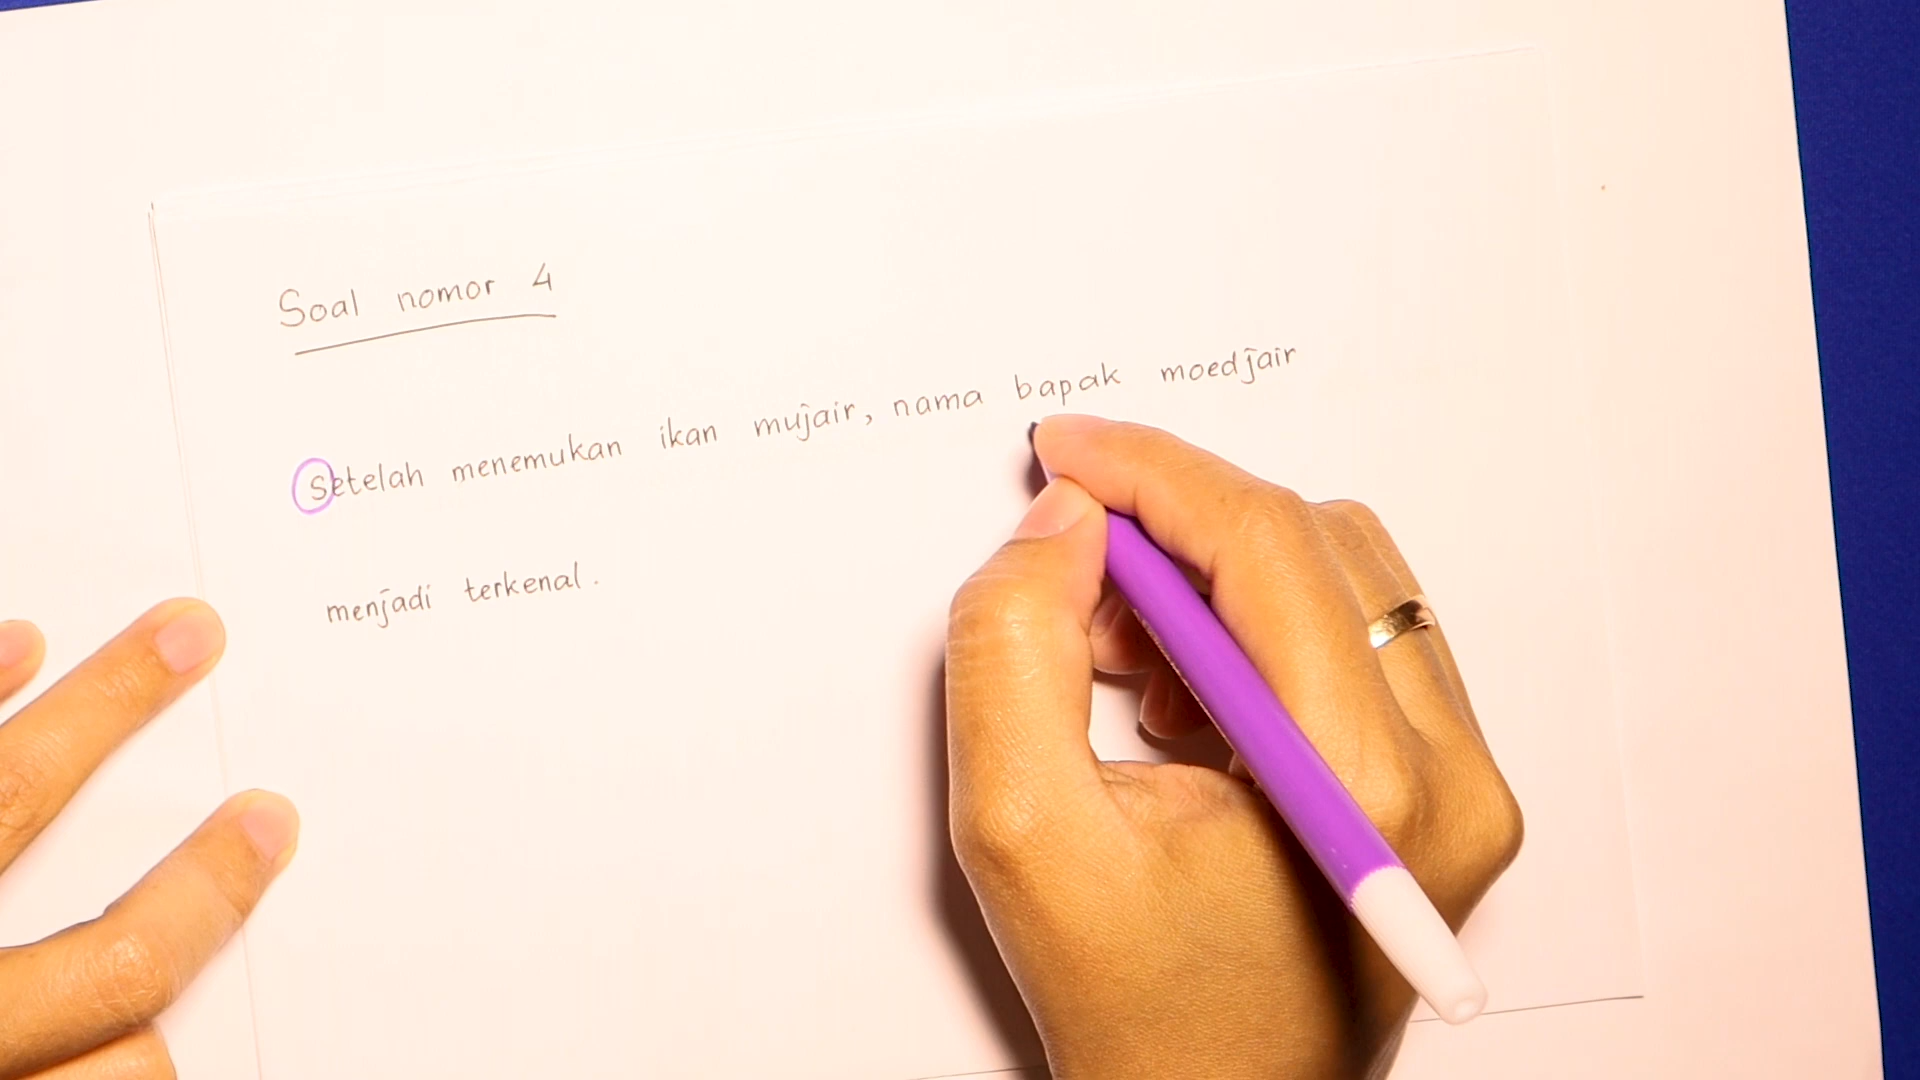 Soal nomor 4
setelah menemukan ikan mujair, nama bapak moedjair
menjadi terkenal.